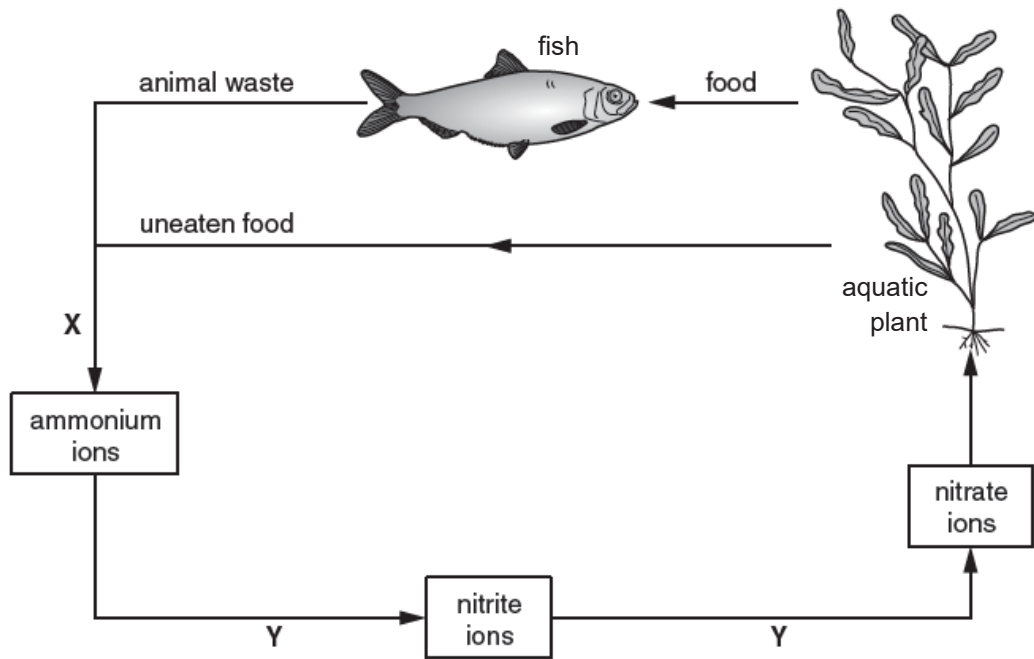 fish
animal waste
food
uneaten food
aquatic
plant
X
ammonium
ions
nitrate
ions
nitrite
ions
Y
Y